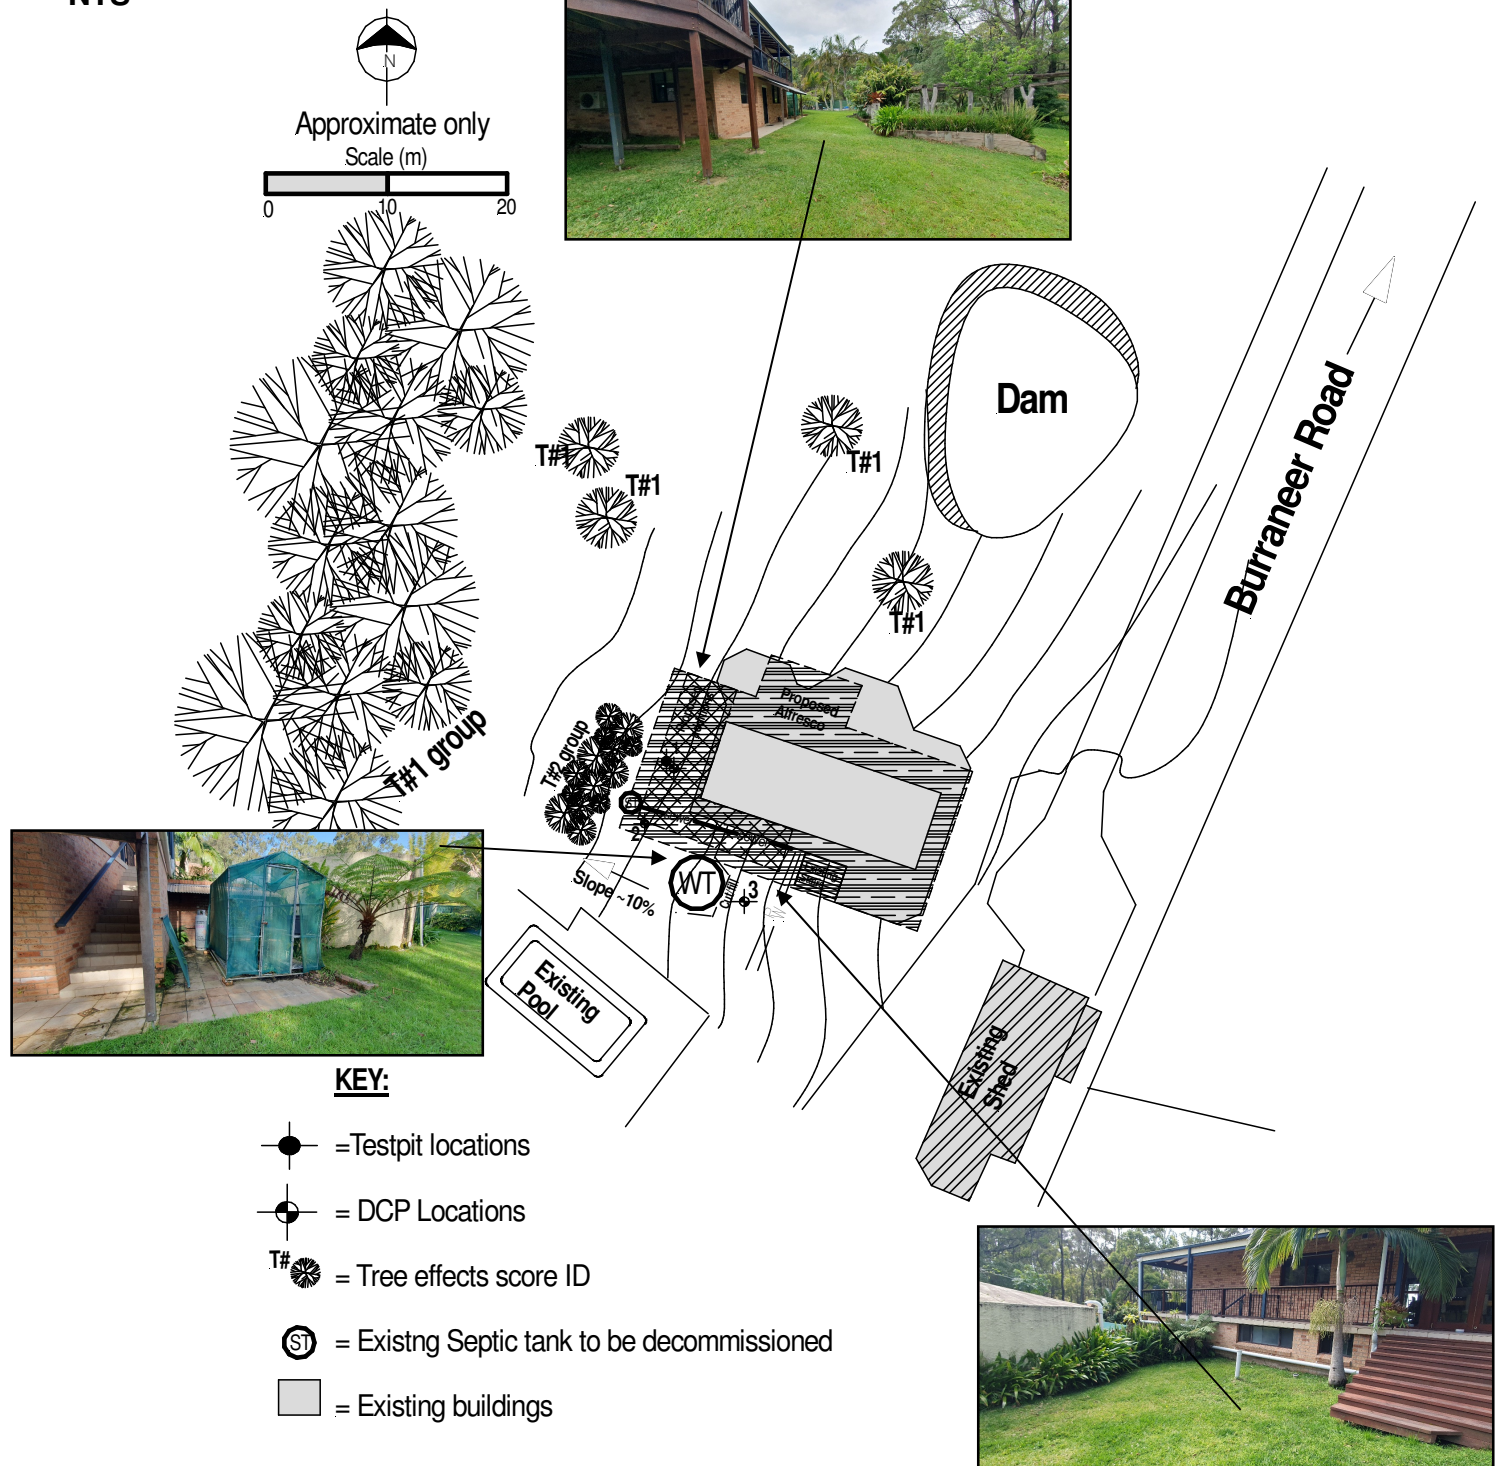 N
Approximate only
Scale (m)
0 10 20
Dam
Burraneer Road
T#1
T#1
T#1
T#1
T#1 group
T#2 group
Proposed
Alfresco
2
WT
3
Slope ~10%
Existing
Pool
Existing
Shed
KEY:
=Testpit locations
= DCP Locations
T#
= Tree effects score ID
ST
= Existng Septic tank to be decommissioned
= Existing buildings